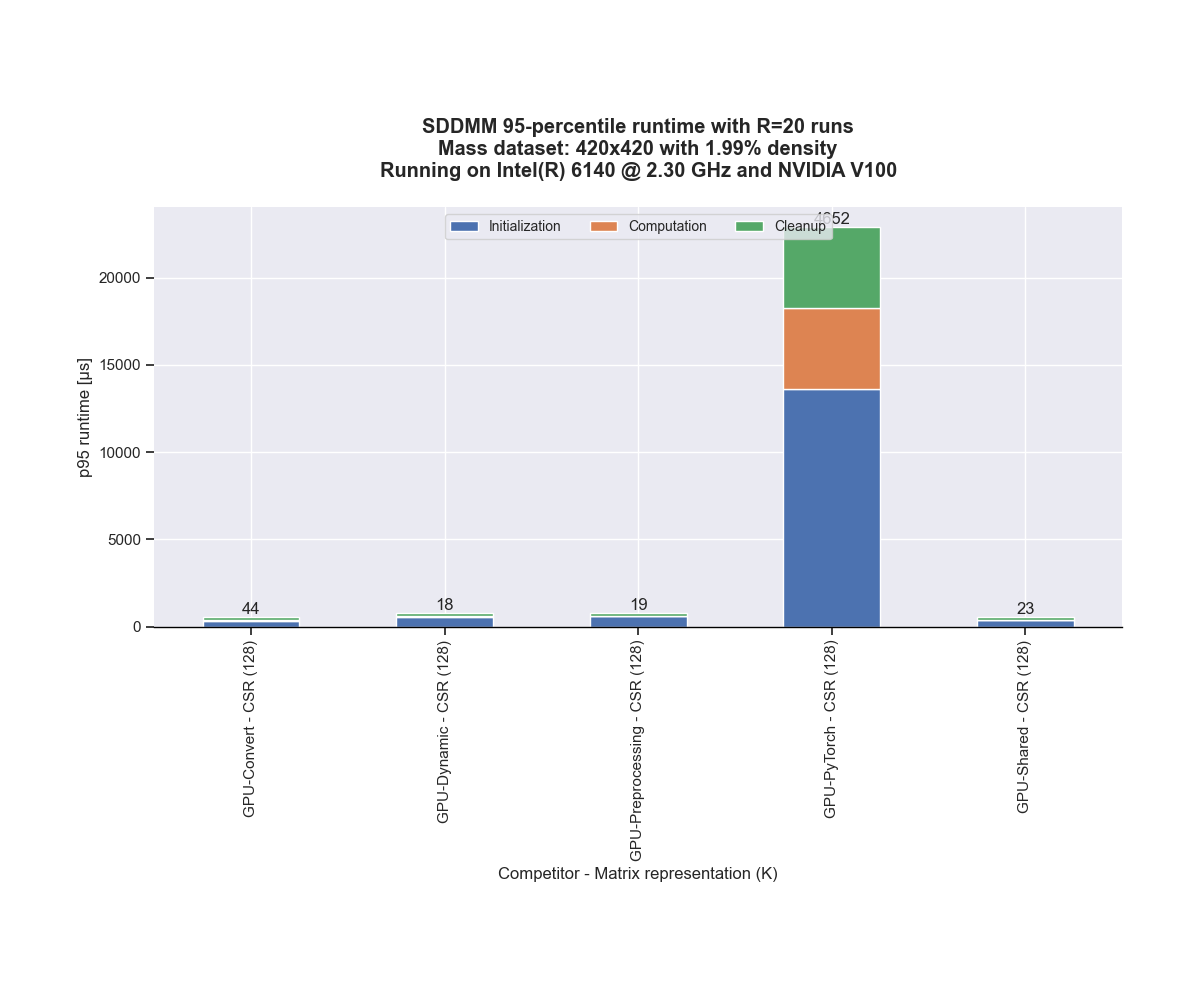 SDDMM 95-percentile runtime with R=20 runs
Mass dataset: 420x420 with 1.99% density
Running on Intel(R) 6140 @ 2.30 GHz and NVIDIA V100
Initialization
Computation
Cleanup
4652
p95 runtime [µs]
20000
15000
10000
5000
0
44
18
19
23
GPU-Convert - CSR (128)
GPU-Dynamic - CSR (128)
GPU-Preprocessing - CSR (128)
GPU-PyTorch - CSR (128)
GPU-Shared - CSR (128)
Competitor - Matrix representation (K)